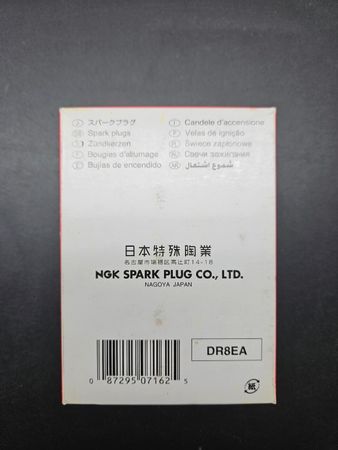 スパークプラグ
Spark plugs
Zündkerzen
Bougies d'allumage
Bujías de encendido
Candele d'accensione
Velas de ignição
Świece zapłonowe
Свечи зажигания
شموع اشتعال
日本特殊陶業
名古屋市瑞穂区高辻町14-18
NGK SPARK PLUG CO., LTD.
NAGOYA JAPAN
DR8EA
0 87295 07162 5
紙